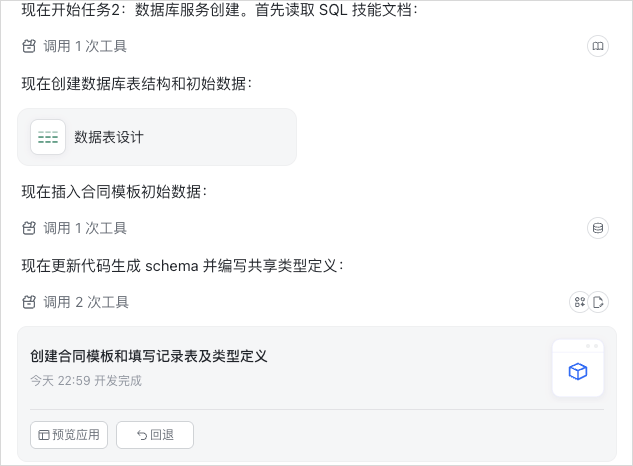 现在开始任务2：数据库服务创建。首先读取 SQL 技能文档：
调用 1 次工具
现在创建数据库表结构和初始数据：
数据表设计
现在插入合同模板初始数据：
调用 1 次工具
现在更新代码生成 schema 并编写共享类型定义：
调用 2 次工具
创建合同模板和填写记录表及类型定义
今天 22:59 开发完成
预览应用
回退